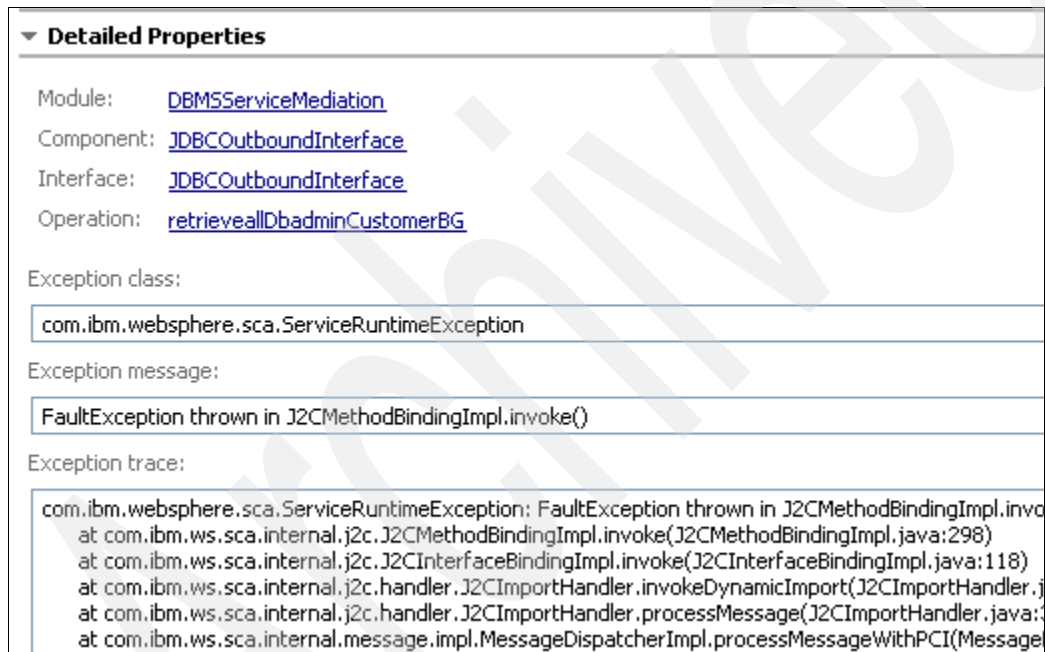 Detailed Properties
Module: DBMSServiceMediation
Component: JDBCOutboundInterface
Interface: JDBCOutboundInterface
Operation: retrieveallDbadminCustomerBG
Exception class:
com.ibm.websphere.sca.ServiceRuntimeException
Exception message:
FaultException thrown in J2CMethodBindingImpl.invoke()
Exception trace:
com.ibm.websphere.sca.ServiceRuntimeException: FaultException thrown in J2CMethodBindingImpl.invo
at com.ibm.ws.sca.internal.j2c.J2CMethodBindingImpl.invoke(J2CMethodBindingImpl.java:298)
at com.ibm.ws.sca.internal.j2c.J2CInterfaceBindingImpl.invoke(J2CInterfaceBindingImpl.java:118)
at com.ibm.ws.sca.internal.j2c.handler.J2CImportHandler.invokeDynamicImport(J2CImportHandler.j
at com.ibm.ws.sca.internal.j2c.handler.J2CImportHandler.processMessage(J2CImportHandler.java:
at com.ibm.ws.sca.internal.message.impl.MessageDispatcherImpl.processMessageWithPCI(Message
Archived